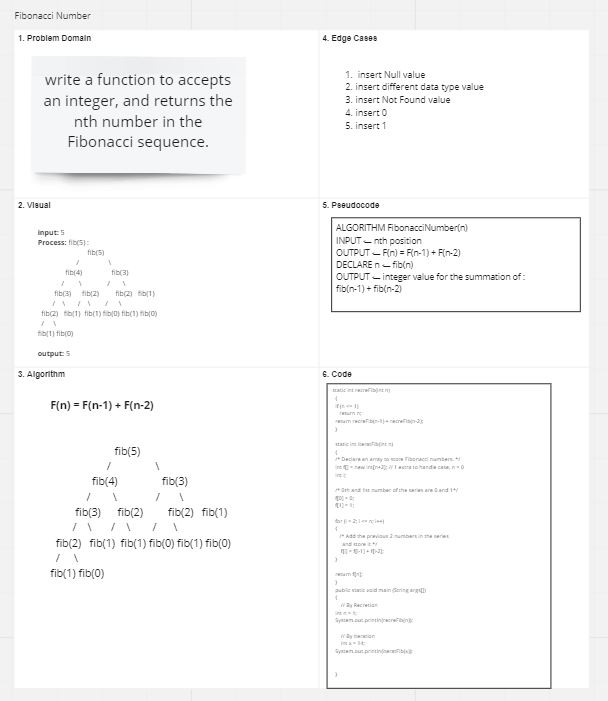 Fibonacci Number
1. Problem Domain
write a function to accepts
an integer, and returns the
nth number in the
Fibonacci sequence.
4. Edge Cases
1. insert Null value
2. insert different data type value
3. insert Not Found value
4. insert 0
5. insert 1
2. Visual
input: 5
Process: fib(5):
fib(5)
/ \
fib(4) fib(3)
/ \ / \
fib(3) fib(2) fib(2) fib(1)
/ \ / \ / \
fib(2) fib(1) fib(1) fib(0) fib(1) fib(0)
/ \
fib(1) fib(0)
output: 5
5. Pseudocode
ALGORITHM FibonacciNumber(n)
INPUT ← nth position
OUTPUT ← F(n) = F(n-1) + F(n-2)
DECLARE n ← fib(n)
OUTPUT ← integer value for the summation of :
fib(n-1) + fib(n-2)
3. Algorithm
F(n) = F(n-1) + F(n-2)
fib(5)
/ \
fib(4) fib(3)
/ \ / \
fib(3) fib(2) fib(2) fib(1)
/ \ / \ / \
fib(2) fib(1) fib(1) fib(0) fib(1) fib(0)
/ \
fib(1) fib(0)
6. Code
static int recreFib(int n)
{
if (n <= 1)
return n;
return recreFib(n-1) + recreFib(n-2);
}
static int iteratFib(int n)
{
/* Declare an array to store Fibonacci numbers. */
int f[] = new int[n+2]; // 1 extra to handle case, n = 0
int i;
/* 0th and 1st number of the series are 0 and 1*/
f[0] = 0;
f[1] = 1;
for (i = 2; i <= n; i++)
{
/* Add the previous 2 numbers in the series
and store it */
f[i] = f[i-1] + f[i-2];
}
return f[n];
}
public static void main (String args[])
{
// By Recretion
int n =
System.out.println(recreFib(n));
// By Iteration
int x =
System.out.println(iteratFib(x));
}